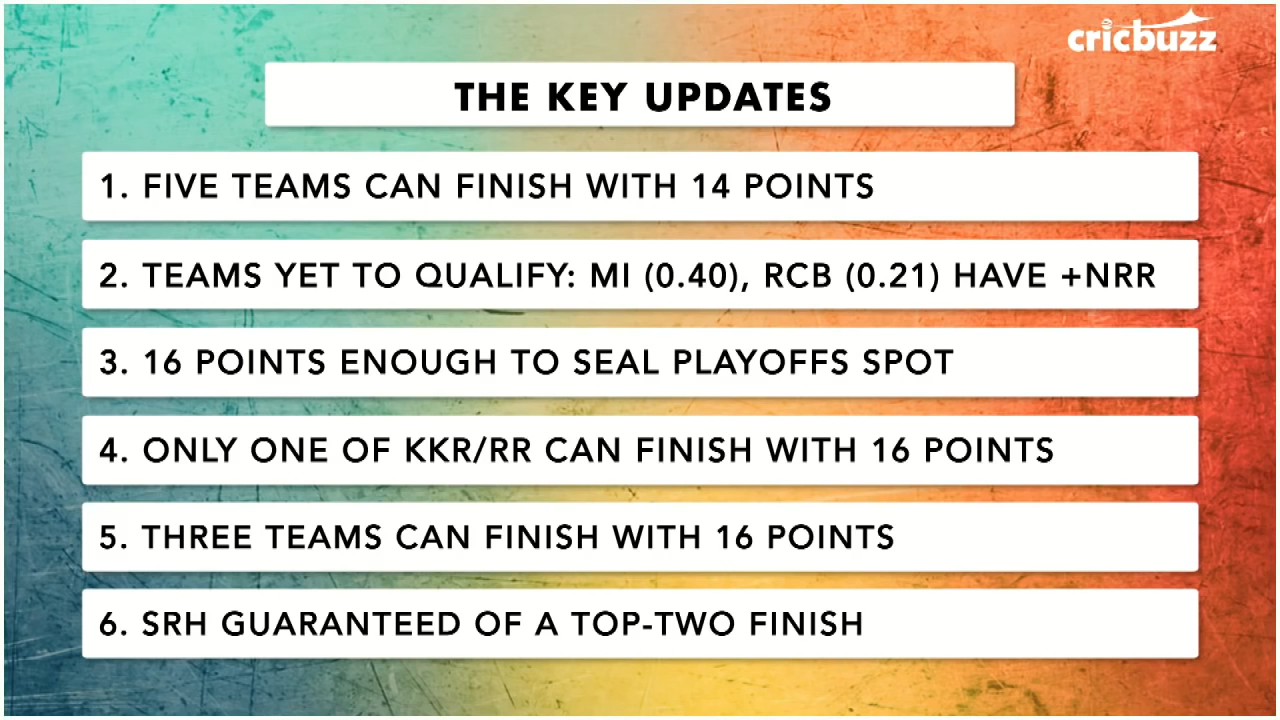 cricbuzz
THE KEY UPDATES
1. FIVE TEAMS CAN FINISH WITH 14 POINTS
2. TEAMS YET TO QUALIFY: MI (0.40), RCB (0.21) HAVE +NRR
3. 16 POINTS ENOUGH TO SEAL PLAYOFFS SPOT
4. ONLY ONE OF KKR/RR CAN FINISH WITH 16 POINTS
5. THREE TEAMS CAN FINISH WITH 16 POINTS
6. SRH GUARANTEED OF A TOP-TWO FINISH